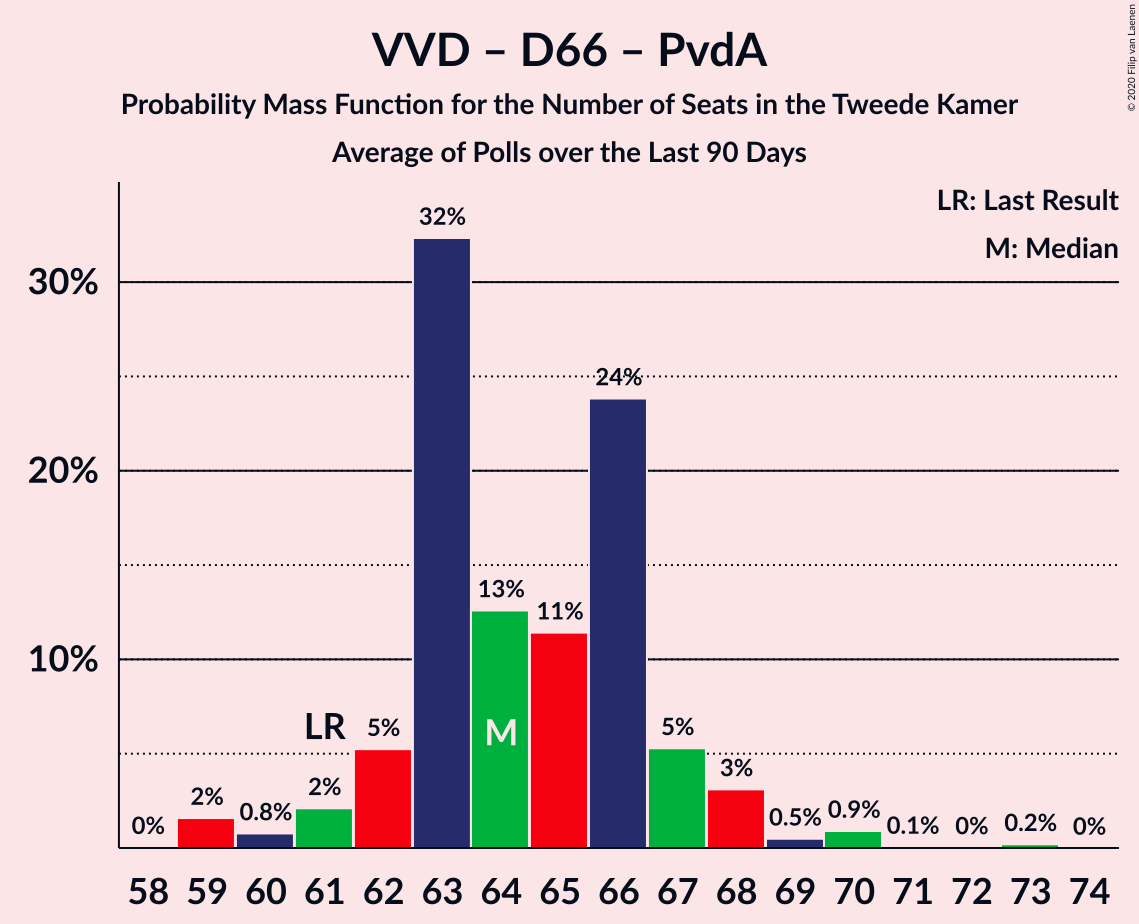 VVD – D66 – PvdA
Probability Mass Function for the Number of Seats in the Tweede Kamer
Average of Polls over the Last 90 Days
© 2020 Filip van Laenen
LR: Last Result
M: Median
30%
20%
10%
0%
2%
0.8%
2%
LR
5%
32%
13%
M
11%
24%
5%
3%
0.5%
0.9%
0.1%
0%
0.2%
0%
58 59 60 61 62 63 64 65 66 67 68 69 70 71 72 73 74